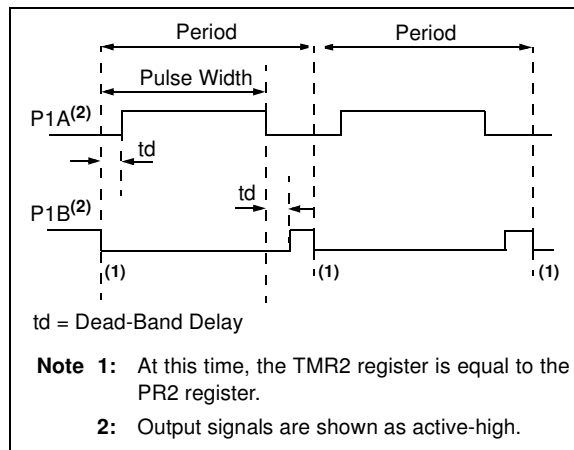 Period Period
Pulse Width
P1A(2)
td
td
P1B(2)
(1) (1) (1)
td = Dead-Band Delay
Note 1: At this time, the TMR2 register is equal to the
PR2 register.
2: Output signals are shown as active-high.